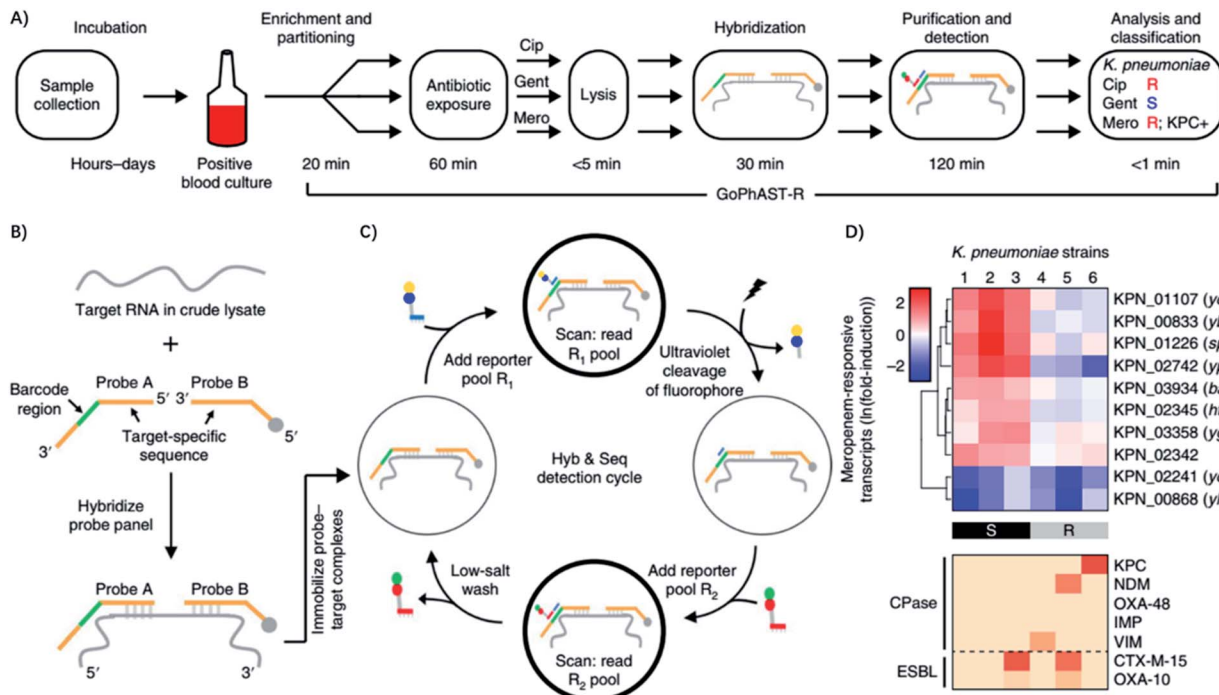 A)
Incubation
Enrichment and
partitioning
Hybridization
Purification and
detection
Analysis and
classification
Sample
collection
Antibiotic
exposure
Cip
Gent
Mero
Lysis
K. pneumoniae
Cip R
Gent S
Mero R; KPC+
Hours–days
Positive
blood culture
20 min
60 min
<5 min
30 min
120 min
<1 min
GoPhAST-R
B)
Target RNA in crude lysate
+
Barcode
region
Probe A
5′
3′
Probe B
3′
Target-specific
sequence
5′
Hybridize
probe panel
Probe A
Probe B
5′
3′
Immobilize probe–
target complexes
C)
Add reporter
pool R1
Scan: read
R1 pool
Ultraviolet
cleavage
of fluorophore
Hyb & Seq
detection cycle
Add reporter
pool R2
Scan: read
R2 pool
Low-salt
wash
D)
K. pneumoniae strains
1 2 3 4 5 6
2
0
−2
Meropenem-responsive
transcripts (ln(fold-induction))
KPN_01107
KPN_00833
KPN_01226
KPN_02742
KPN_03934
KPN_02345
KPN_03358
KPN_02342
KPN_02241
KPN_00868
S
R
CPase
KPC
NDM
OXA-48
IMP
VIM
ESBL
CTX-M-15
OXA-10